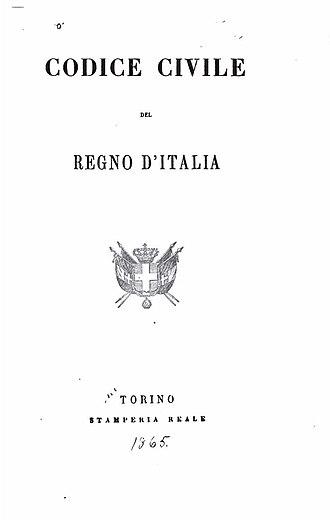 CODICE CIVILE
DEL
REGNO D'ITALIA
TORINO
STAMPERIA REALE
1865.